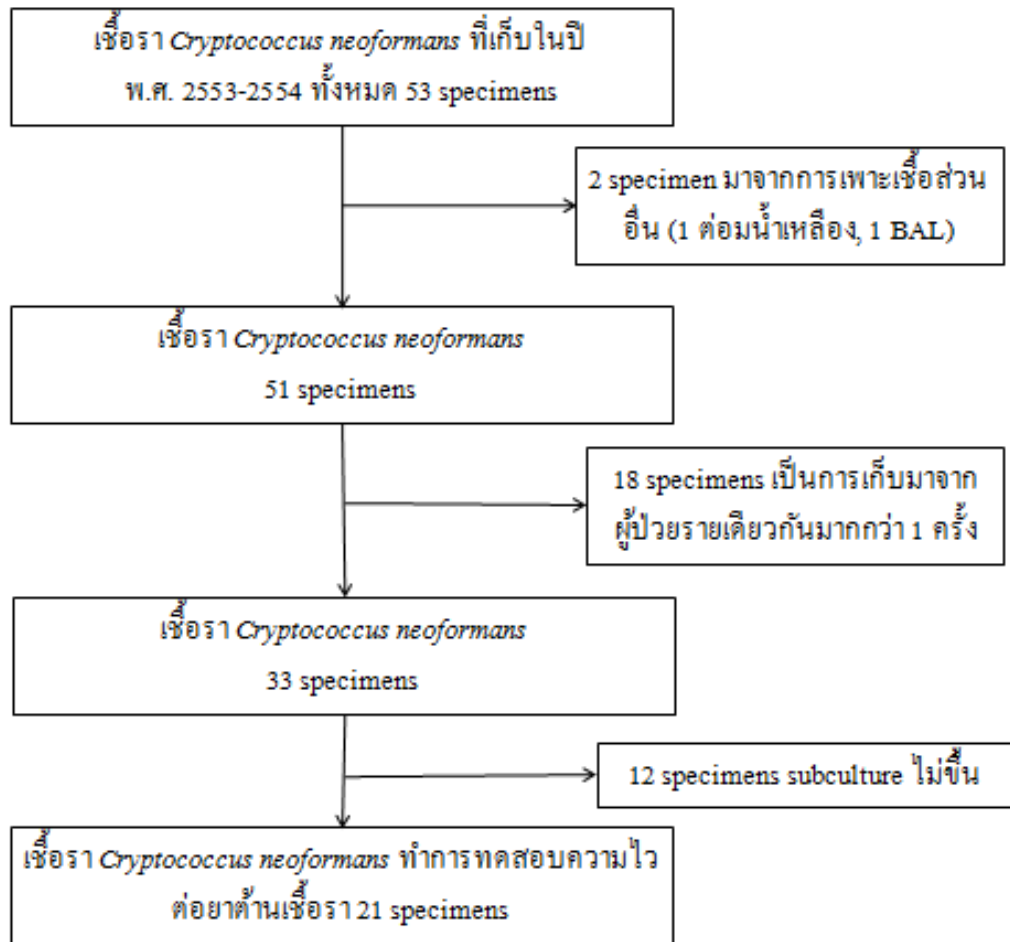 เชื้อรา Cryptococcus neoformans ที่เก็บในปี
พ.ศ. 2553-2554 ทั้งหมด 53 specimens
2 specimen มาจากการเพาะเชื้อส่วน
อื่น (1 ต่อมน้ำเหลือง, 1 BAL)
เชื้อรา Cryptococcus neoformans
51 specimens
18 specimens เป็นการเก็บมาจาก
ผู้ป่วยรายเดียวกันมากกว่า 1 ครั้ง
เชื้อรา Cryptococcus neoformans
33 specimens
12 specimens subculture ไม่ขึ้น
เชื้อรา Cryptococcus neoformans ทำการทดสอบความไว
ต่อยาต้านเชื้อรา 21 specimens